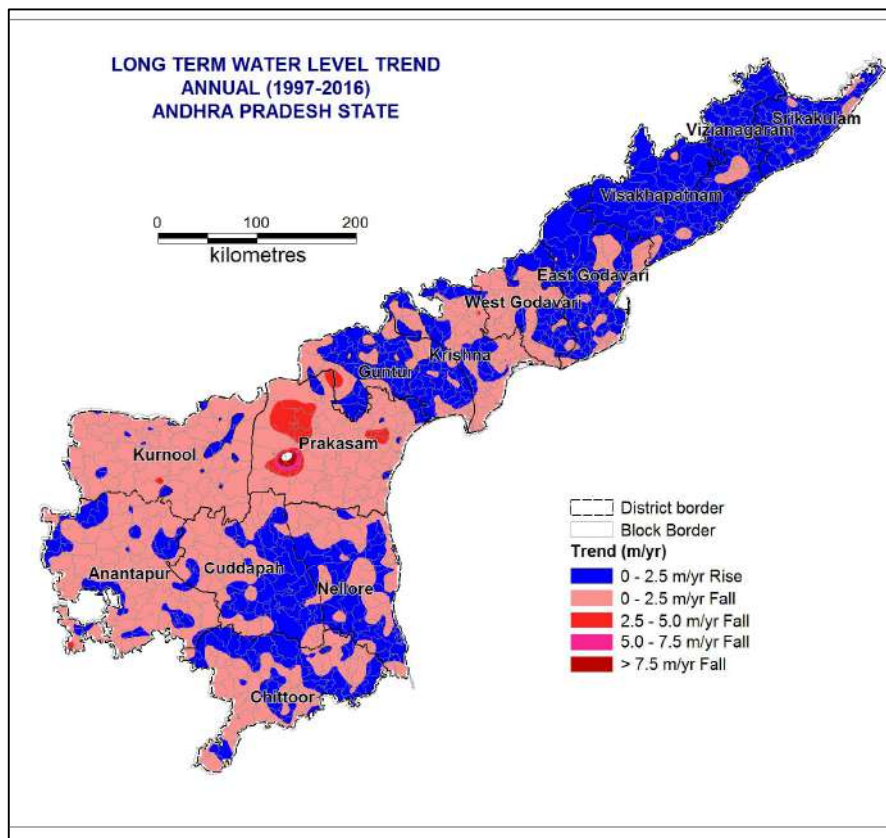 LONG TERM WATER LEVEL TREND
ANNUAL (1997-2016)
ANDHRA PRADESH STATE
0 100 200
kilometres
Srikakulam
Vizianagaram
Visakhapatnam
East Godavari
West Godavari
Krishna
Guntur
Prakasam
Kurnool
Anantapur
Cuddapah
Nellore
Chittoor
District border
Block Border
Trend (m/yr)
0 - 2.5 m/yr Rise
0 - 2.5 m/yr Fall
2.5 - 5.0 m/yr Fall
5.0 - 7.5 m/yr Fall
> 7.5 m/yr Fall